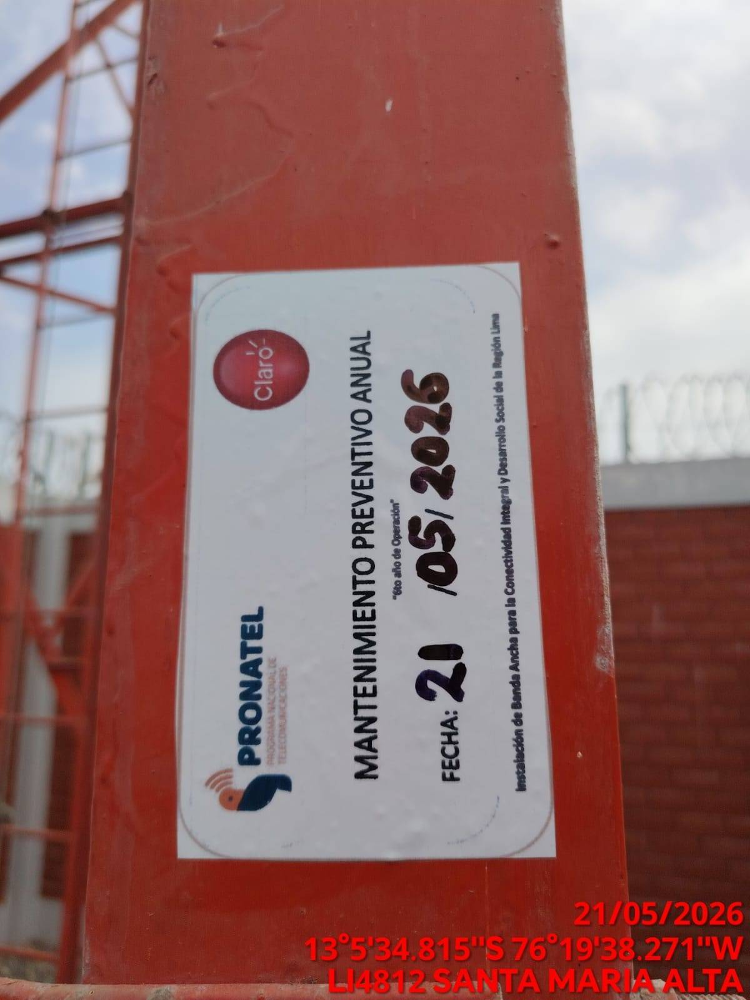 PRONATEL
PROGRAMA NACIONAL DE
TELECOMUNICACIONES
Claro
MANTENIMIENTO PREVENTIVO ANUAL
"6to año de Operación"
FECHA: 21 /05/ 2026
Instalación de Banda Ancha para la Conectividad Integral y Desarrollo Social de la Región Lima
21/05/2026
13°5'34.815"S 76°19'38.271"W
LI4812 SANTA MARIA ALTA